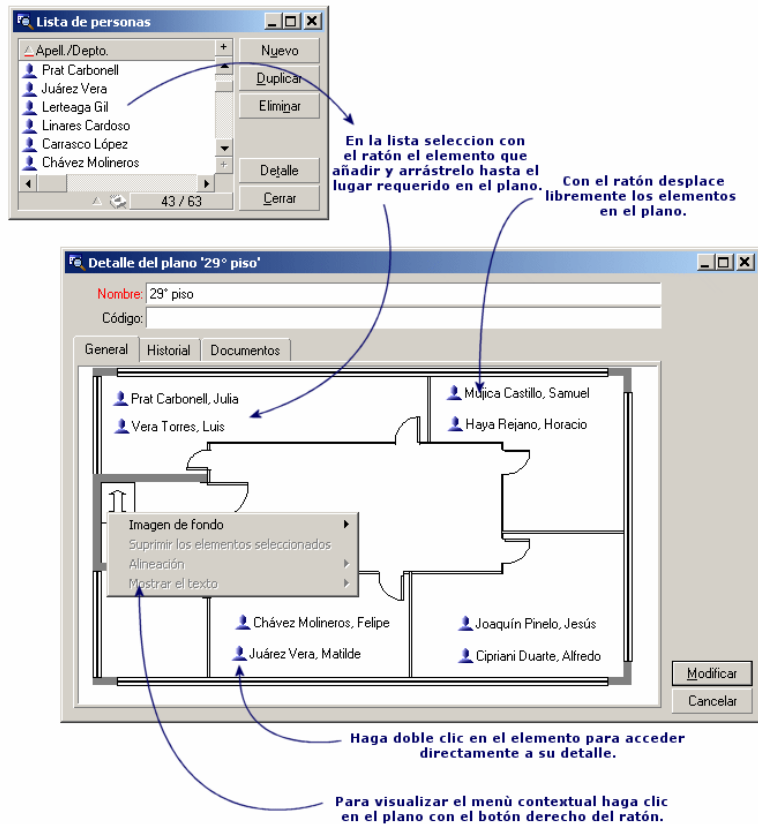 Lista de personas
Apell./Depto.
+
Prat Carbonell
Juárez Vera
Lerteaga Gil
Linares Cardoso
Carrasco López
Chávez Molineros
+
43 / 63
Nuevo
Duplicar
Eliminar
Detalle
Cerrar
En la lista seleccion con
el ratón el elemento que
añadir y arrástrelo hasta el
lugar requerido en el plano.
Con el ratón desplace
libremente los elementos
en el plano.
Detalle del plano '29° piso'
Nombre: 29° piso
Código:
General Historial Documentos
Prat Carbonell, Julia
Vera Torres, Luis
Mujica Castillo, Samuel
Haya Rejano, Horacio
Imagen de fondo
Suprimir los elementos seleccionados
Alineación
Mostrar el texto
Chávez Molineros, Felipe
Juárez Vera, Matilde
Joaquín Pinelo, Jesús
Cipriani Duarte, Alfredo
Modificar
Cancelar
Haga doble clic en el elemento para acceder
directamente a su detalle.
Para visualizar el menù contextual haga clic
en el plano con el botón derecho del ratón.